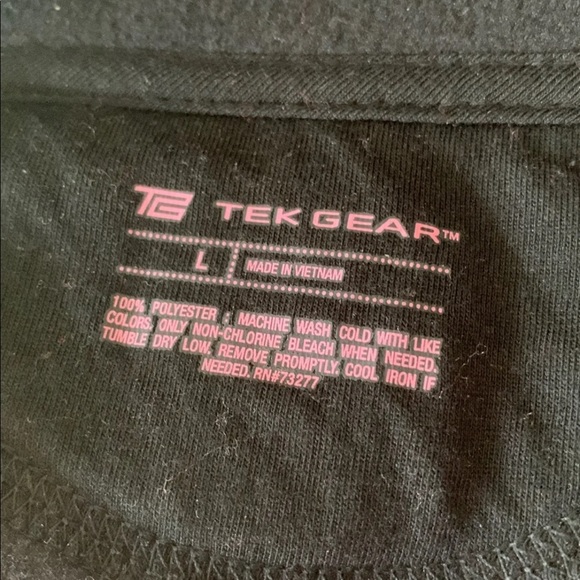 TG TEK GEAR™
L MADE IN VIETNAM
100% POLYESTER. MACHINE WASH COLD WITH LIKE
COLORS. ONLY NON-CHLORINE BLEACH WHEN NEEDED.
TUMBLE DRY LOW. REMOVE PROMPTLY. COOL IRON IF
NEEDED. RN#73277